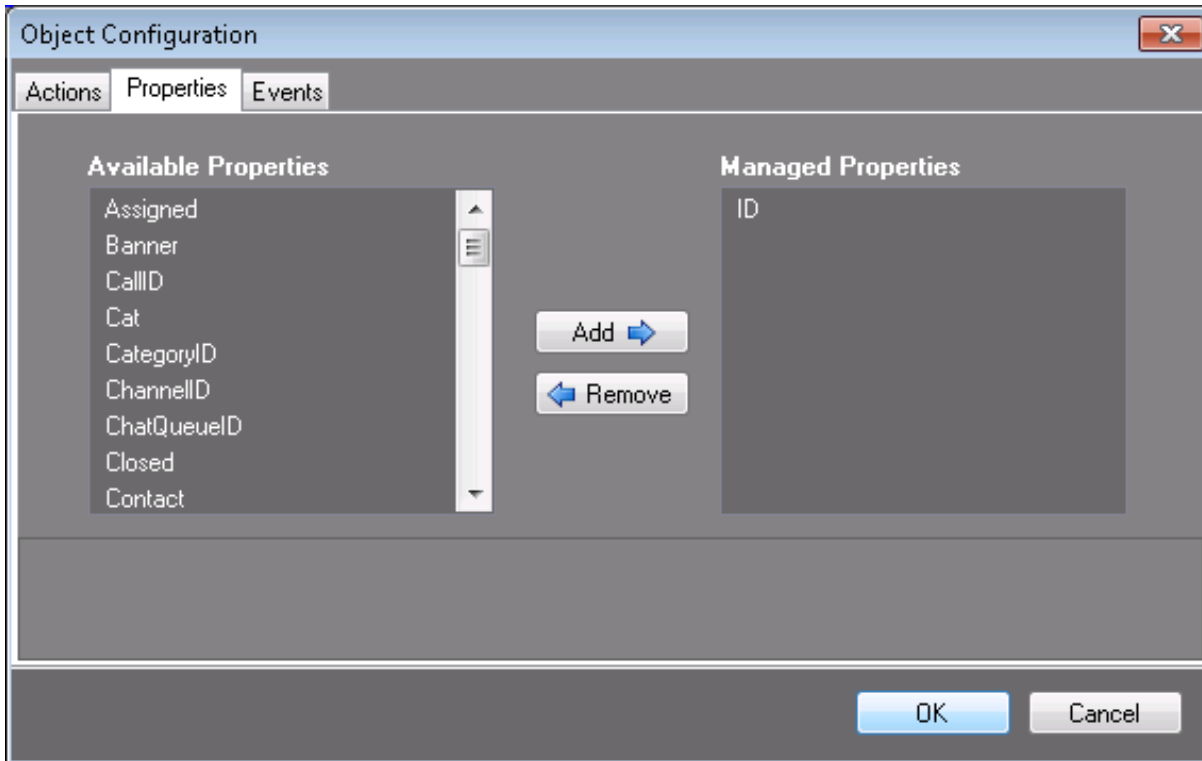 Object Configuration
Actions Properties Events
Available Properties
Assigned
Banner
CallID
Cat
CategoryID
ChannelID
ChatQueueID
Closed
Contact
Add
Remove
Managed Properties
ID
OK Cancel